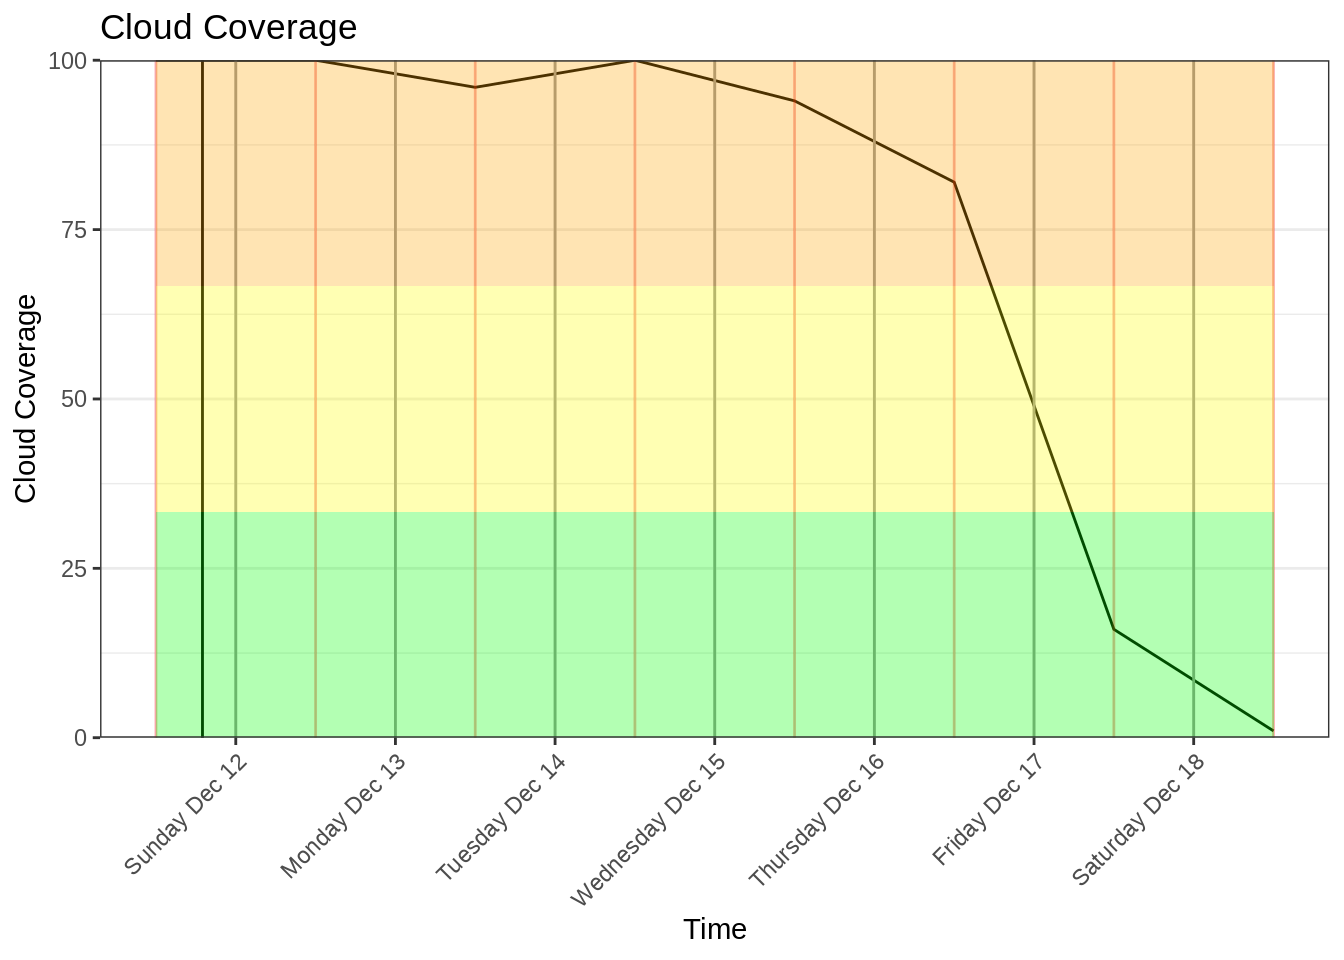 Cloud Coverage
Cloud Coverage
100
75
50
25
0
Sunday Dec 12
Monday Dec 13
Tuesday Dec 14
Wednesday Dec 15
Thursday Dec 16
Friday Dec 17
Saturday Dec 18
Time